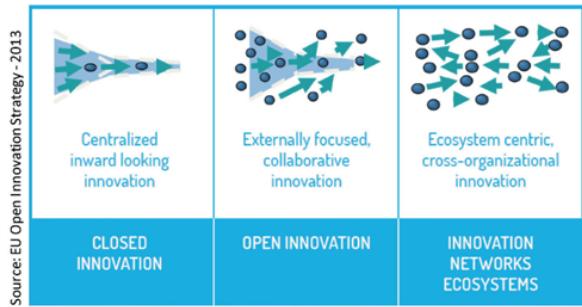 Source: EU Open Innovation Strategy - 2013
Centralized
inward looking
innovation
CLOSED
INNOVATION
Externally focused,
collaborative
innovation
OPEN INNOVATION
Ecosystem centric,
cross-organizational
innovation
INNOVATION
NETWORKS
ECOSYSTEMS